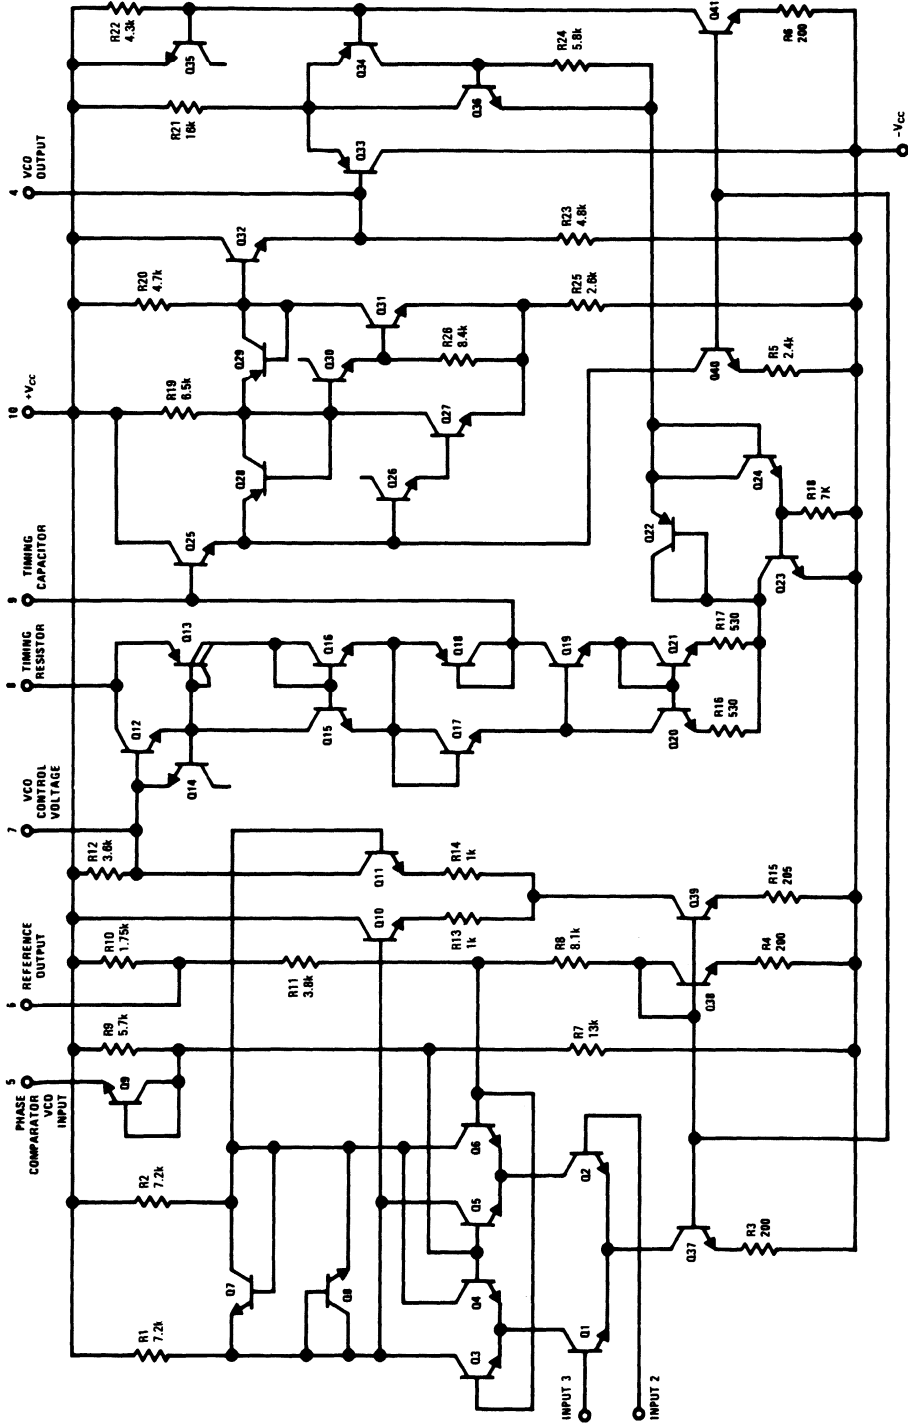 5
PHASE
COMPARATOR
VCO
INPUT
6
REFERENCE
OUTPUT
7
VCO
CONTROL
VOLTAGE
8
TIMING
RESISTOR
9
TIMING
CAPACITOR
10
+VCC
4
VCO
OUTPUT
R1
7.2k
R2
7.2k
R9
5.7k
R10
1.75k
R12
3.6k
R19
6.5k
R20
4.7k
R21
16k
R22
4.3k
Q9
Q12
Q14
Q13
Q25
Q35
Q7
Q8
R11
3.8k
Q10
Q11
Q15
Q16
Q28
Q29
Q32
Q26
Q30
Q31
Q33
Q34
R13
1k
R14
1k
Q17
Q18
Q27
R26
8.4k
Q36
Q3
Q4
Q5
Q6
R7
13k
R8
8.1k
Q19
R25
2.6k
R23
4.8k
R24
5.8k
Q1
Q2
Q20
Q21
Q22
INPUT 3
INPUT 2
Q37
Q38
Q39
R16
530
R17
530
Q24
Q40
Q41
R3
200
R4
200
R15
205
Q23
R18
7K
R5
2.4k
R6
200
-VCC